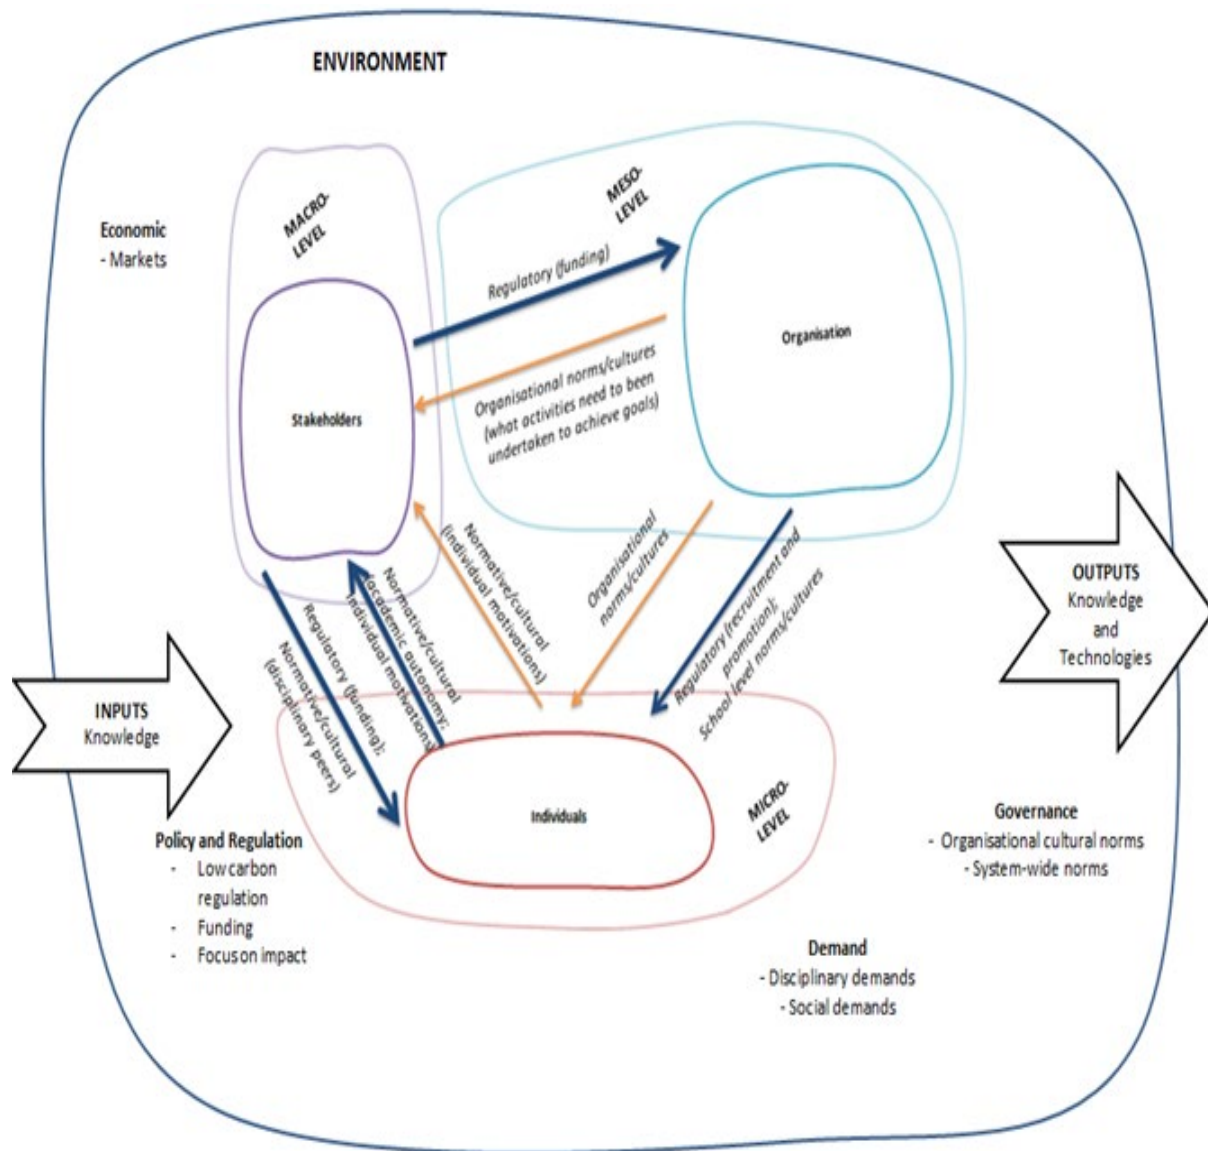 ENVIRONMENT
MACRO-
LEVEL
MESO-
LEVEL
Economic
- Markets
Regulatory (funding)
Organisation
Stakeholders
Organisational norms/cultures
(what activities need to been
undertaken to achieve goals)
Normative/cultural
(individual motivations)
Organisational
norms/cultures
Regulatory (recruitment and
promotion);
School level norms/cultures
Normative/cultural
(academic autonomy;
individual motivations)
Regulatory (funding);
Normative/cultural
(disciplinary peers)
OUTPUTS
Knowledge
and
Technologies
INPUTS
Knowledge
Individuals
MICRO-
LEVEL
Policy and Regulation
- Low carbon
regulation
- Funding
- Focus on impact
Governance
- Organisational cultural norms
- System-wide norms
Demand
- Disciplinary demands
- Social demands